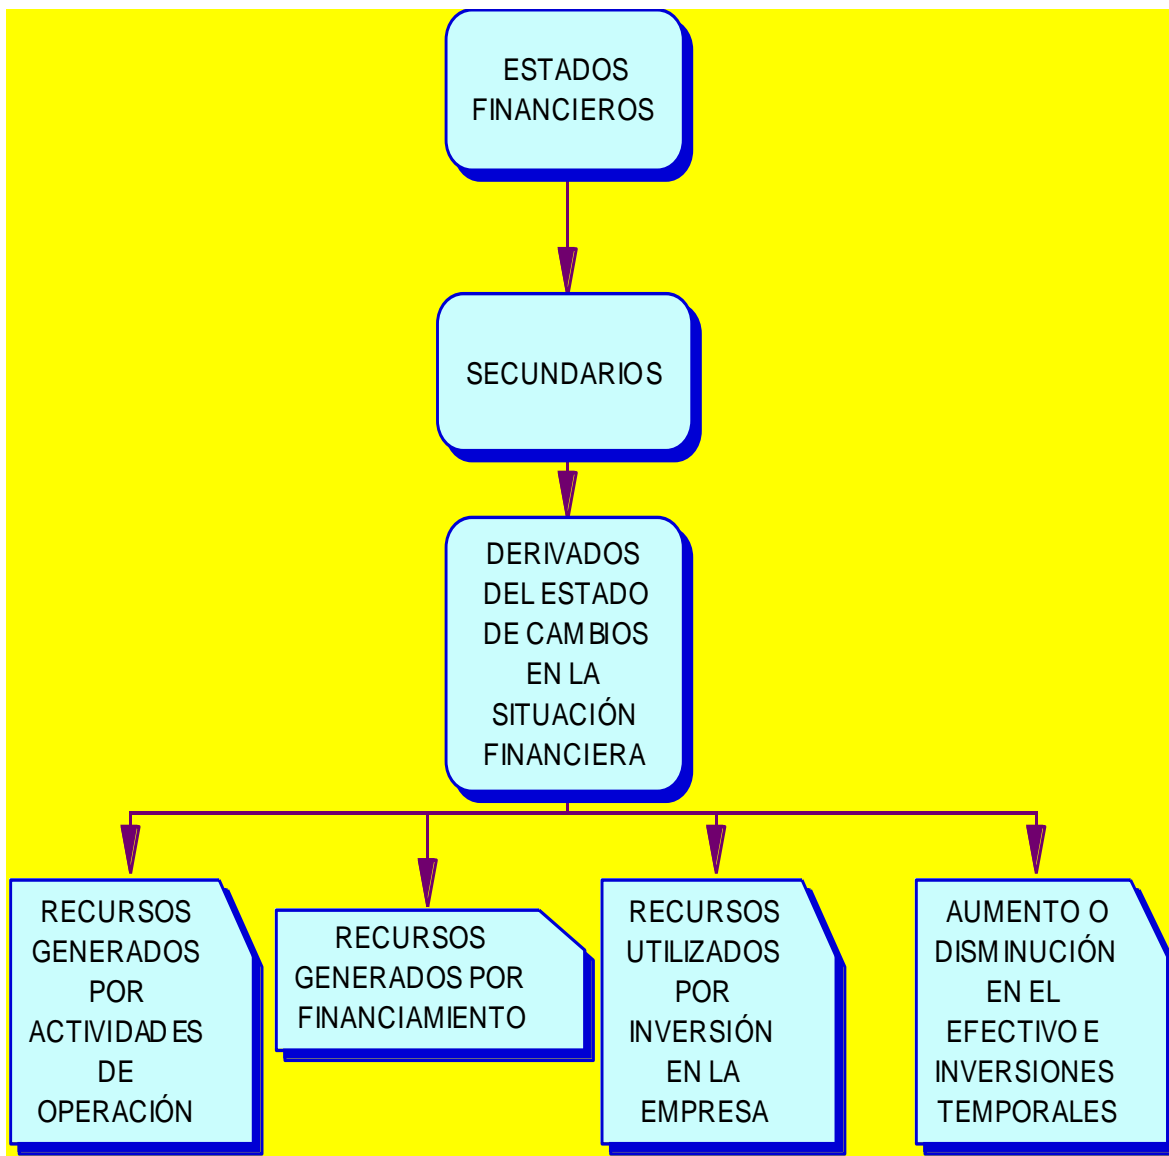 ESTADOS
FINANCIEROS
SECUNDARIOS
DERIVADOS
DEL ESTADO
DE CAMBIOS
EN LA
SITUACIÓN
FINANCIERA
RECURSOS
GENERADOS
POR
ACTIVIDADES
DE
OPERACIÓN
RECURSOS
GENERADOS POR
FINANCIAMIENTO
RECURSOS
UTILIZADOS
POR
INVERSIÓN
EN LA
EMPRESA
AUMENTO O
DISMINUCIÓN
EN EL
EFECTIVO E
INVERSIONES
TEMPORALES